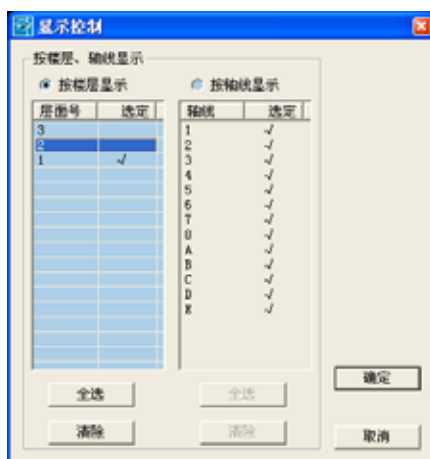 显示控制
按楼层、轴线显示
按楼层显示 按轴线显示
层面号 选定 轴线 选定
3 1 √
2 2 √
1 √ 3 √
4 √
5 √
6 √
7 √
8 √
A √
B √
C √
D √
E √
全选 全选
清除 清除
确定
取消